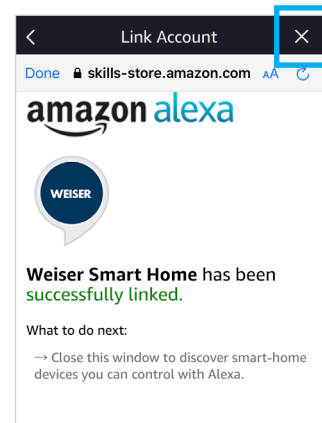 Link Account
Done skills-store.amazon.com AA
amazon alexa
WEISER
Weiser Smart Home has been
successfully linked.
What to do next:
→ Close this window to discover smart-home
devices you can control with Alexa.